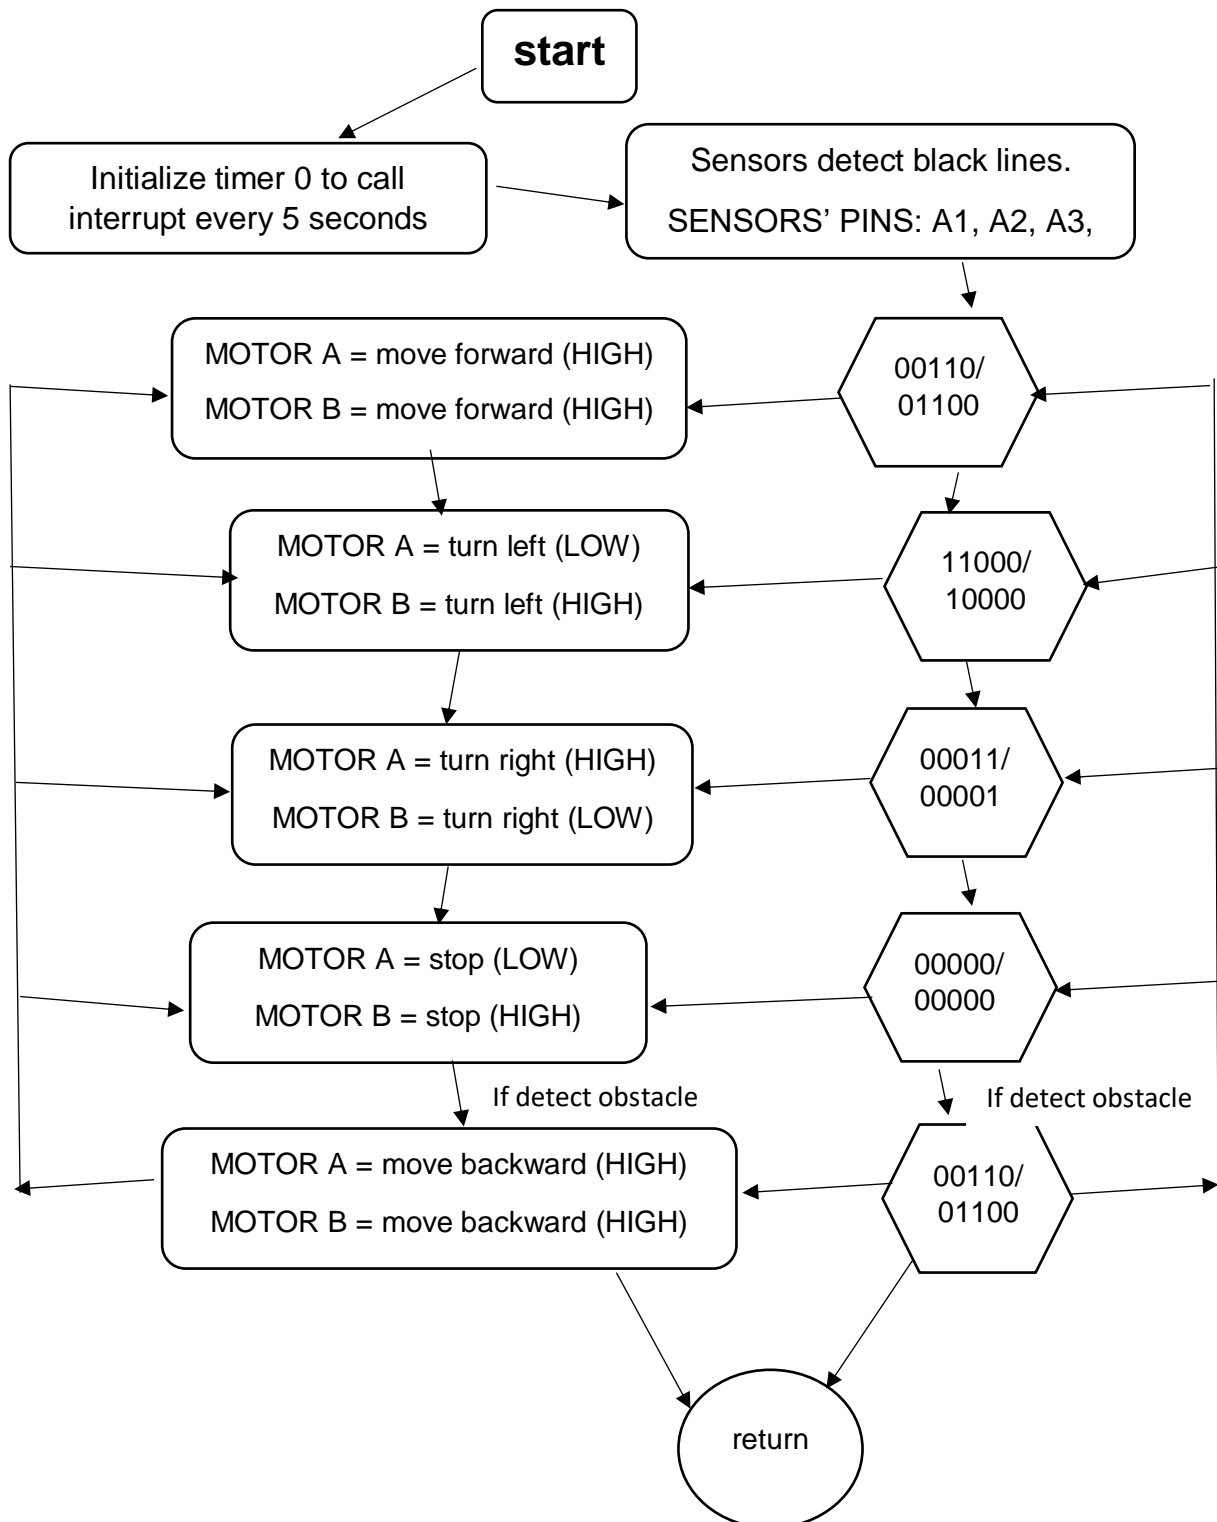 start
Initialize timer 0 to call
interrupt every 5 seconds
Sensors detect black lines.
SENSORS' PINS: A1, A2, A3,
MOTOR A = move forward (HIGH)
MOTOR B = move forward (HIGH)
00110/
01100
MOTOR A = turn left (LOW)
MOTOR B = turn left (HIGH)
11000/
10000
MOTOR A = turn right (HIGH)
MOTOR B = turn right (LOW)
00011/
00001
MOTOR A = stop (LOW)
MOTOR B = stop (HIGH)
00000/
00000
If detect obstacle
If detect obstacle
MOTOR A = move backward (HIGH)
MOTOR B = move backward (HIGH)
00110/
01100
return